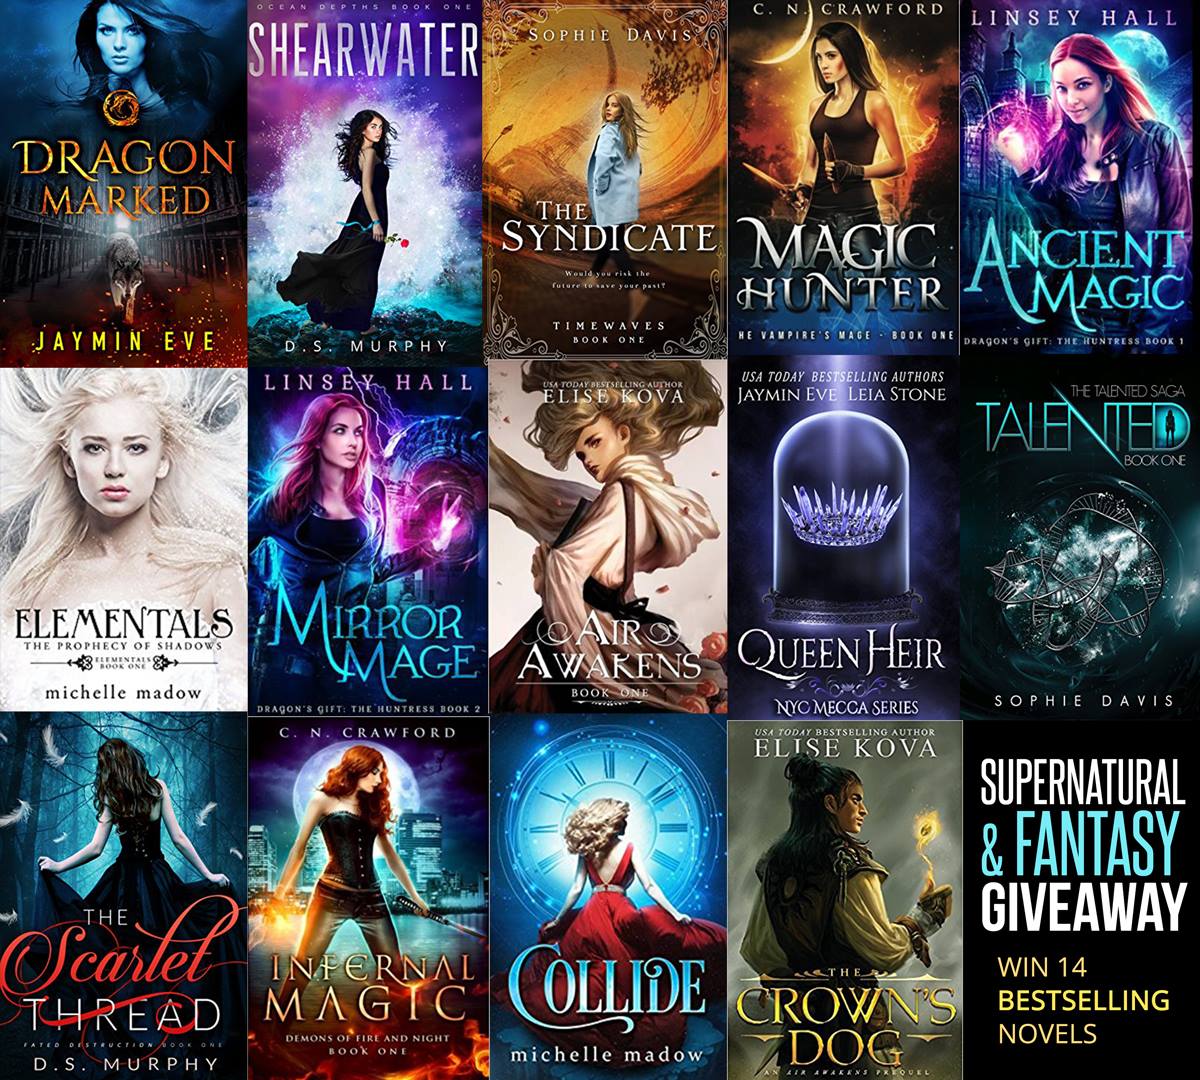 DRAGON
MARKED
JAYMIN EVE
OCEAN DEPTHS BOOK ONE
SHEARWATER
D.S. MURPHY
SOPHIE DAVIS
THE
SYNDICATE
Would you risk the
future to save your past?
TIMEWAVES
BOOK ONE
C. N. CRAWFORD
MAGIC
HUNTER
HE VAMPIRE'S MAGE - BOOK ONE
LINSEY HALL
ANCIENT
MAGIC
DRAGON'S GIFT: THE HUNTRESS BOOK 1
ELEMENTALS
THE PROPHECY OF SHADOWS
ELEMENTALS
BOOK ONE
michelle madow
LINSEY HALL
MIRROR
MAGE
DRAGON'S GIFT: THE HUNTRESS BOOK 2
USA TODAY BESTSELLING AUTHOR
ELISE KOVA
AIR
AWAKENS
BOOK ONE
USA TODAY BESTSELLING AUTHORS
JAYMIN EVE LEIA STONE
QUEEN HEIR
NYC MECCA SERIES
THE TALENTED SAGA
TALENTED
BOOK ONE
SOPHIE DAVIS
THE
Scarlet
THREAD
FATED DESTRUCTION BOOK ONE
D.S. MURPHY
C. N. CRAWFORD
INFERNAL
MAGIC
DEMONS OF FIRE AND NIGHT
BOOK ONE
COLLIDE
michelle madow
USA TODAY BESTSELLING AUTHOR
ELISE KOVA
THE
CROWN'S
DOG
AN AIR AWAKENS PREQUEL
SUPERNATURAL
& FANTASY
GIVEAWAY
WIN 14
BESTSELLING
NOVELS